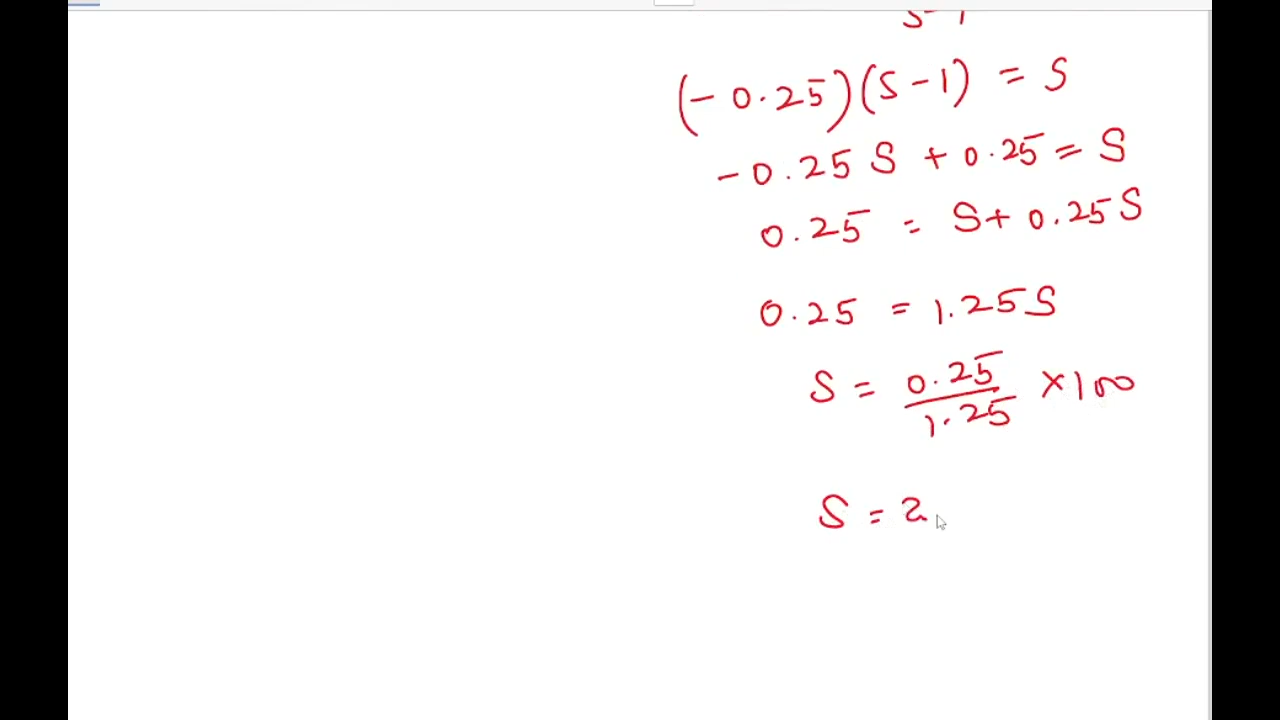 S-1
(-0.25)(S-1) = S
-0.25 S + 0.25 = S
0.25 = S + 0.25 S
0.25 = 1.25 S
S = 0.25/1.25 × 100
S = 2